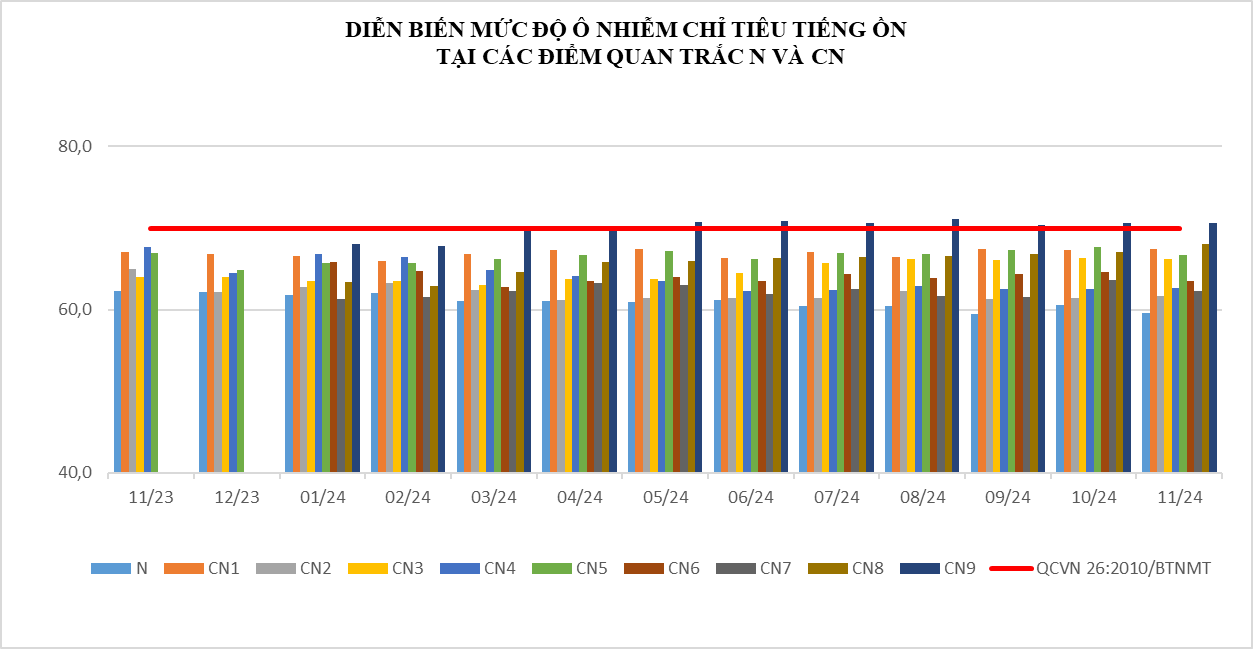 DIỄN BIẾN MỨC ĐỘ Ô NHIỄM CHỈ TIÊU TIẾNG ỒN
TẠI CÁC ĐIỂM QUAN TRẮC N VÀ CN
80,0
60,0
40,0
11/23 12/23 01/24 02/24 03/24 04/24 05/24 06/24 07/24 08/24 09/24 10/24 11/24
N CN1 CN2 CN3 CN4 CN5 CN6 CN7 CN8 CN9 QCVN 26:2010/BTNMT